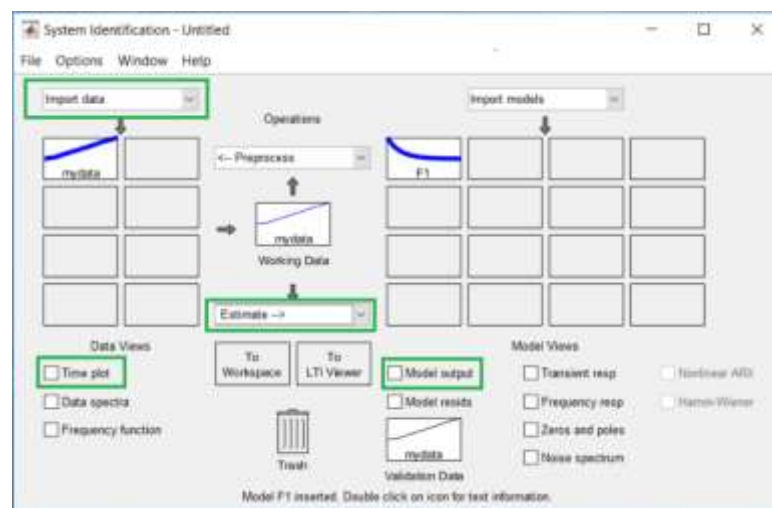 System Identification - Untitled
File Options Window Help
Import data
Import models
Operations
<-- Preprocess
mydata
F1
mydata
Working Data
Estimate -->
Data Views
To Workspace
To LTI Viewer
Model Views
Time plot
Model output
Transient resp
Nonlinear ARX
Data spectra
Model resids
Frequency resp
Hamm-Wiener
Frequency function
Zeros and poles
mydata
Noise spectrum
Trash
Validation Data
Model F1 inserted. Double click on icon for text information.